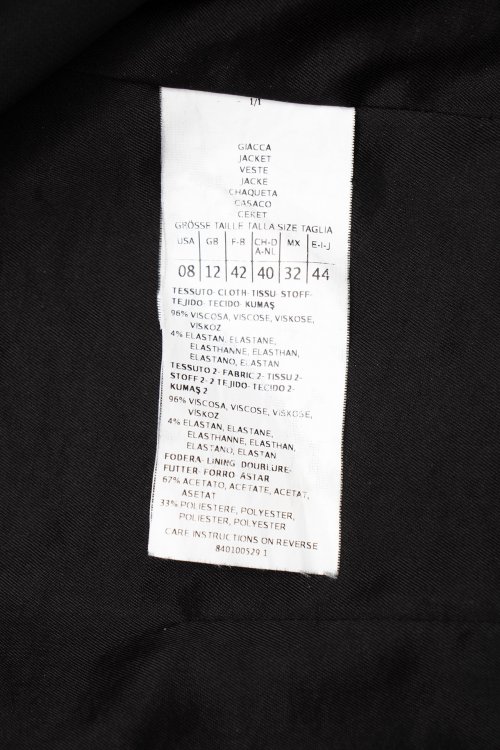 1/1
GIACCA
JACKET
VESTE
JACKE
CHAQUETA
CASACO
CEKET
GRÖSSE TAILLE TALLA SIZE TAGLIA
USA GB F-B CH-D A-NL MX E-I-J
08 12 42 40 32 44
TESSUTO- CLOTH- TISSU- STOFF-
TEJIDO- TECIDO- KUMAŞ
96% VISCOSA, VISCOSE, VISKOSE,
VİSKOZ
4% ELASTAN, ELASTANE,
ELASTHANNE, ELASTHAN,
ELASTANO, ELASTAN
TESSUTO 2- FABRIC 2- TISSU 2-
STOFF 2- 2 TEJIDO- TECIDO 2-
KUMAŞ 2
96% VISCOSA, VISCOSE, VISKOSE,
VİSKOZ
4% ELASTAN, ELASTANE,
ELASTHANNE, ELASTHAN,
ELASTANO, ELASTAN
FODERA- LINING- DOUBLURE-
FUTTER- FORRO- ASTAR
67% ACETATO, ACETATE, ACETAT,
ASETAT
33% POLIESTERE, POLYESTER,
POLIESTER, POLYESTER
CARE INSTRUCTIONS ON REVERSE
840100529 1